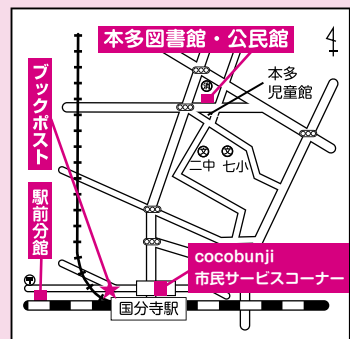 本多図書館・公民館
本多
児童館
ブックポスト
二中 七小
駅前分館
cocobunji
市民サービスコーナー
国分寺駅